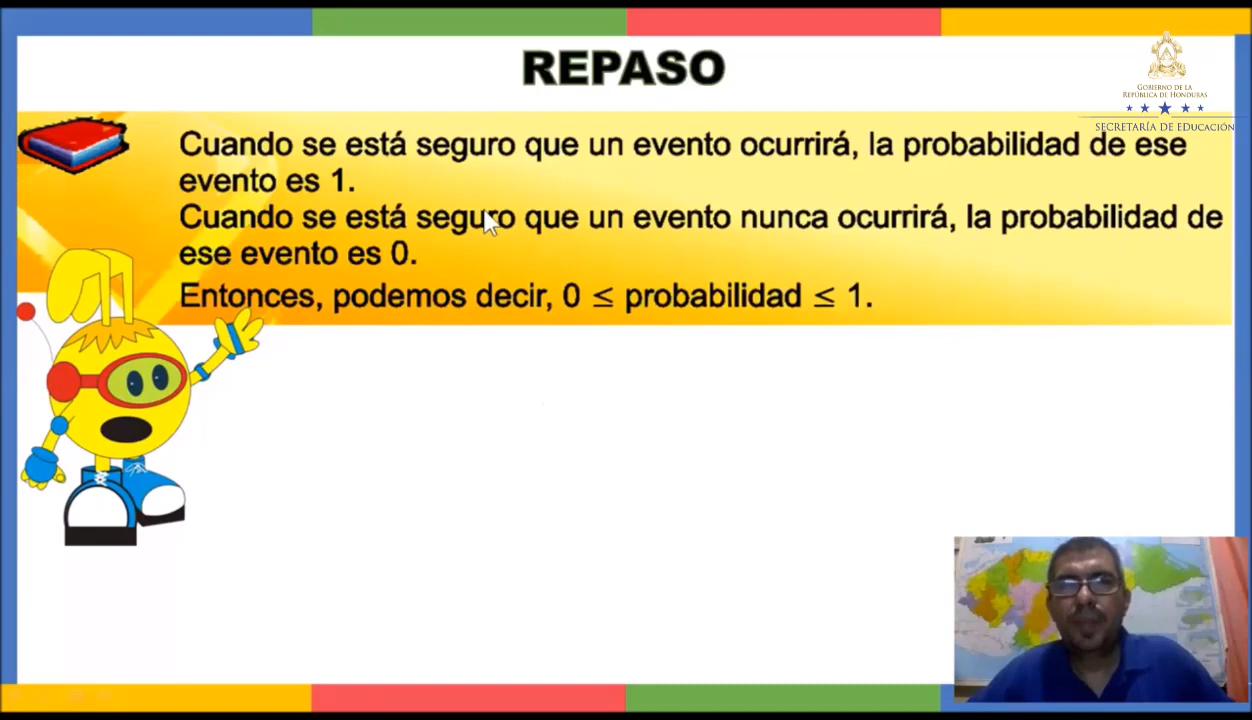 REPASO
GOBIERNO DE LA
REPÚBLICA DE HONDURAS
SECRETARÍA DE EDUCACIÓN
Cuando se está seguro que un evento ocurrirá, la probabilidad de ese
evento es 1.
Cuando se está seguro que un evento nunca ocurrirá, la probabilidad de
ese evento es 0.
Entonces, podemos decir, 0 ≤ probabilidad ≤ 1.